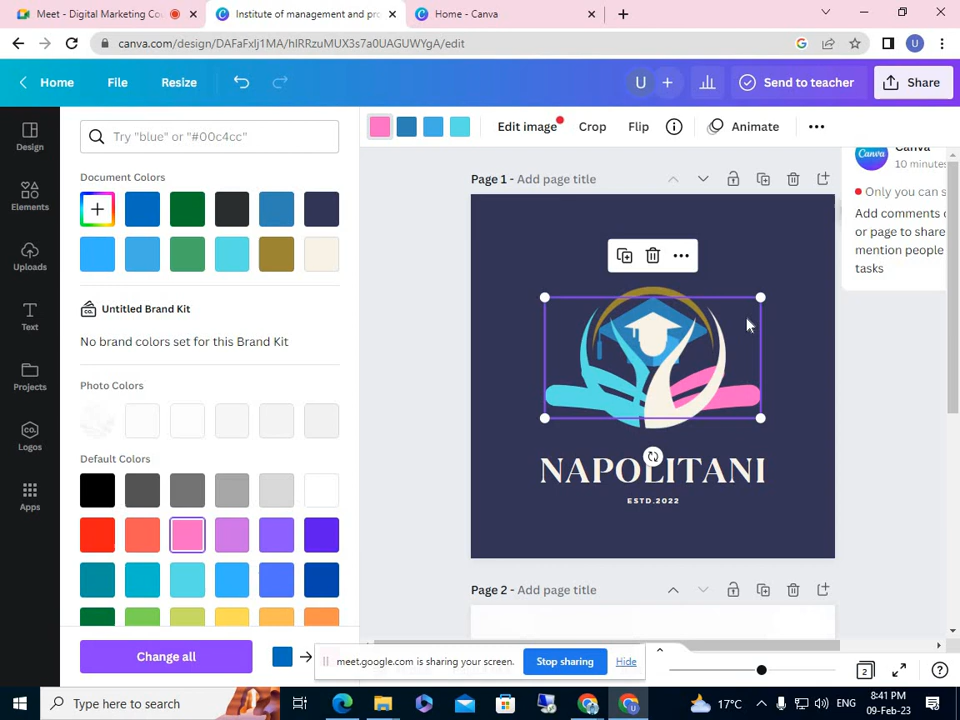 Meet - Digital Marketing Co
Institute of management and pro
Home - Canva
canva.com/design/DAFaFxIj1MA/hIRRzuMUX3s7a0UAGUWYgA/edit
U
Home
File
Resize
U
Send to teacher
Share
Design
Elements
Uploads
Text
Projects
Logos
Apps
Try "blue" or "#00c4cc"
Document Colors
Untitled Brand Kit
No brand colors set for this Brand Kit
Photo Colors
Default Colors
Change all
Edit image
Crop
Flip
Animate
Page 1 - Add page title
NAPOLITANI
ESTD.2022
Page 2 - Add page title
Canva
10 minutes
Only you can s
Add comments
or page to share
mention people
tasks
meet.google.com is sharing your screen.
Stop sharing
Hide
2
Type here to search
17°C
ENG
8:41 PM
09-Feb-23